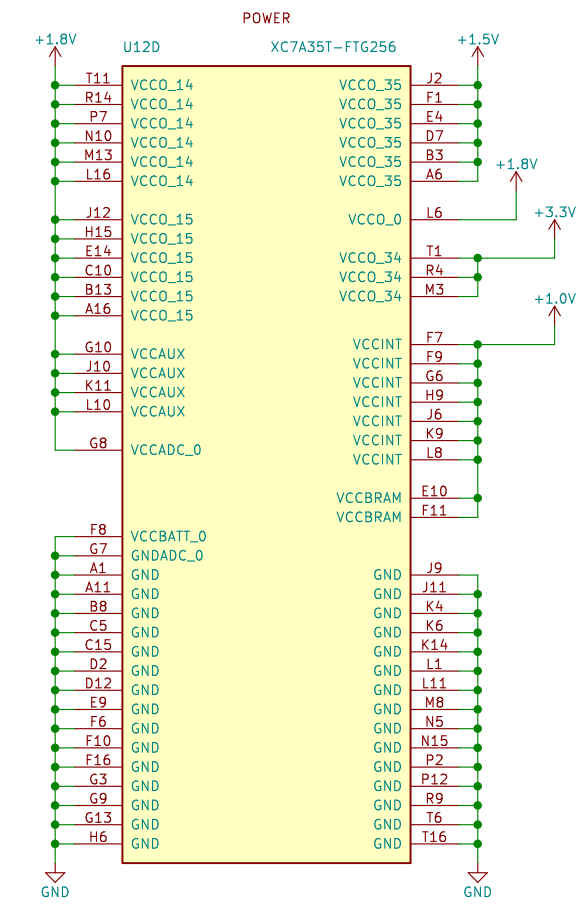 POWER
+1.8V
+1.5V
U12D
XC7A35T-FTG256
T11 VCCO_14 VCCO_35 J2
R14 VCCO_14 VCCO_35 F1
P7 VCCO_14 VCCO_35 E4
N10 VCCO_14 VCCO_35 D7
M13 VCCO_14 VCCO_35 B3
+1.8V
L16 VCCO_14 VCCO_35 A6
+3.3V
J12 VCCO_15 VCCO_0 L6
H15 VCCO_15
E14 VCCO_15 VCCO_34 T1
C10 VCCO_15 VCCO_34 R4
B13 VCCO_15 VCCO_34 M3
+1.0V
A16 VCCO_15
G10 VCCAUX VCCINT F7
J10 VCCAUX VCCINT F9
K11 VCCAUX VCCINT G6
L10 VCCAUX VCCINT H9
VCCINT J6
VCCINT K9
G8 VCCADC_0
VCCINT L8
VCCBRAM E10
VCCBRAM F11
F8 VCCBATT_0
G7 GNDADC_0
A1 GND GND J9
A11 GND GND J11
B8 GND GND K4
C5 GND GND K6
C15 GND GND K14
D2 GND GND L1
D12 GND GND L11
E9 GND GND M8
F6 GND GND N5
F10 GND GND N15
F16 GND GND P2
G3 GND GND P12
G9 GND GND R9
G13 GND GND T6
H6 GND GND T16
GND
GND